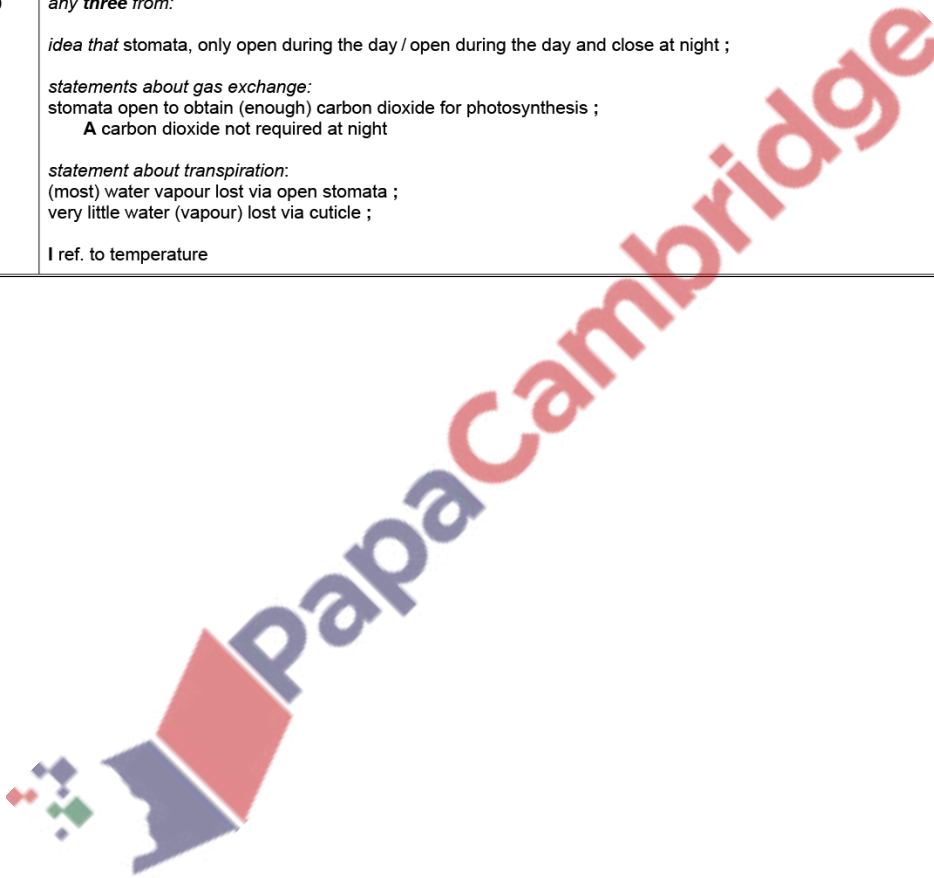 )
any three from:
idea that stomata, only open during the day / open during the day and close at night ;
statements about gas exchange:
stomata open to obtain (enough) carbon dioxide for photosynthesis ;
A carbon dioxide not required at night
statement about transpiration:
(most) water vapour lost via open stomata ;
very little water (vapour) lost via cuticle ;
I ref. to temperature
PapaCambridge